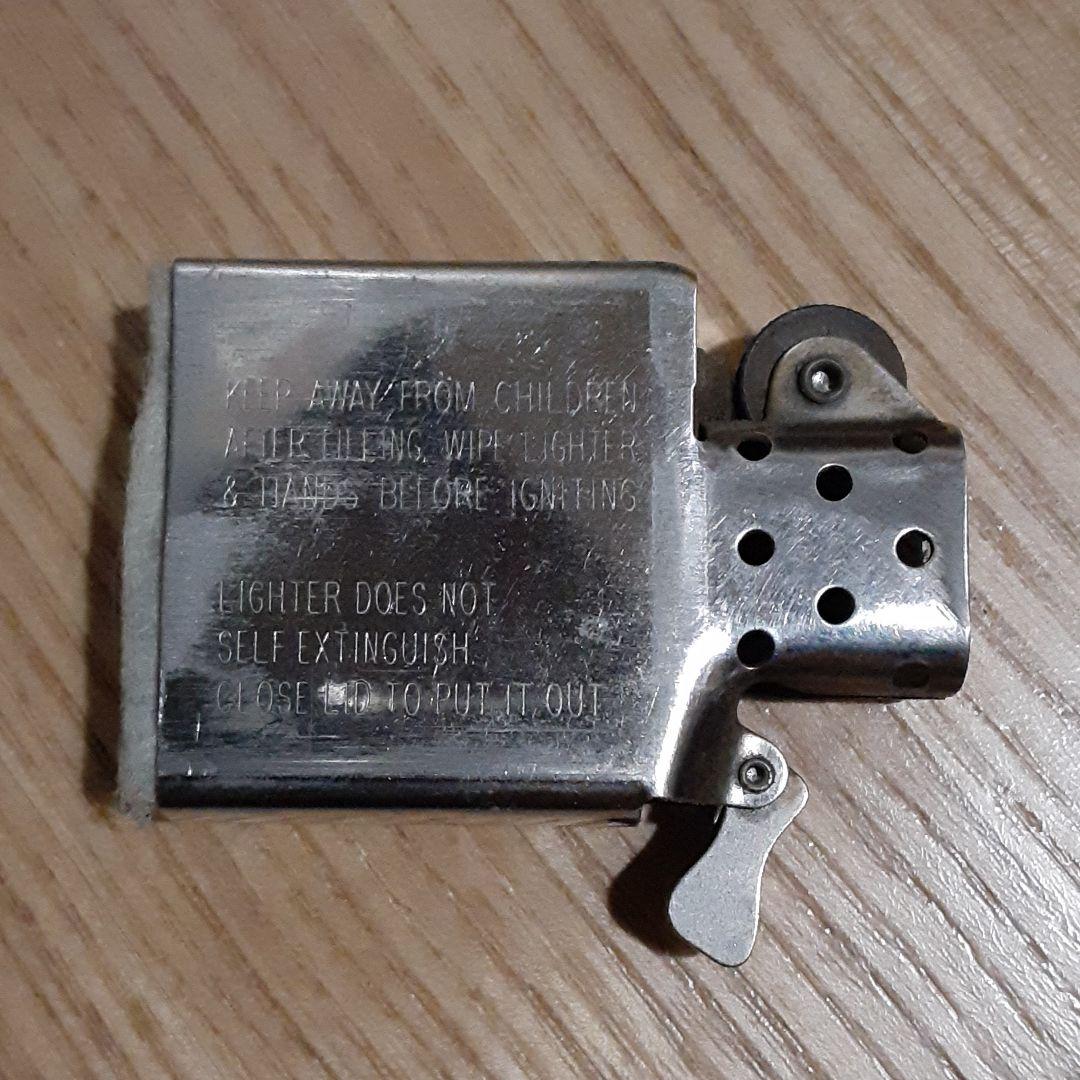 KEEP AWAY FROM CHILDREN
AFTER FILLING, WIPE LIGHTER
& HANDS BEFORE IGNITING
LIGHTER DOES NOT
SELF EXTINGUISH.
CLOSE LID TO PUT IT OUT